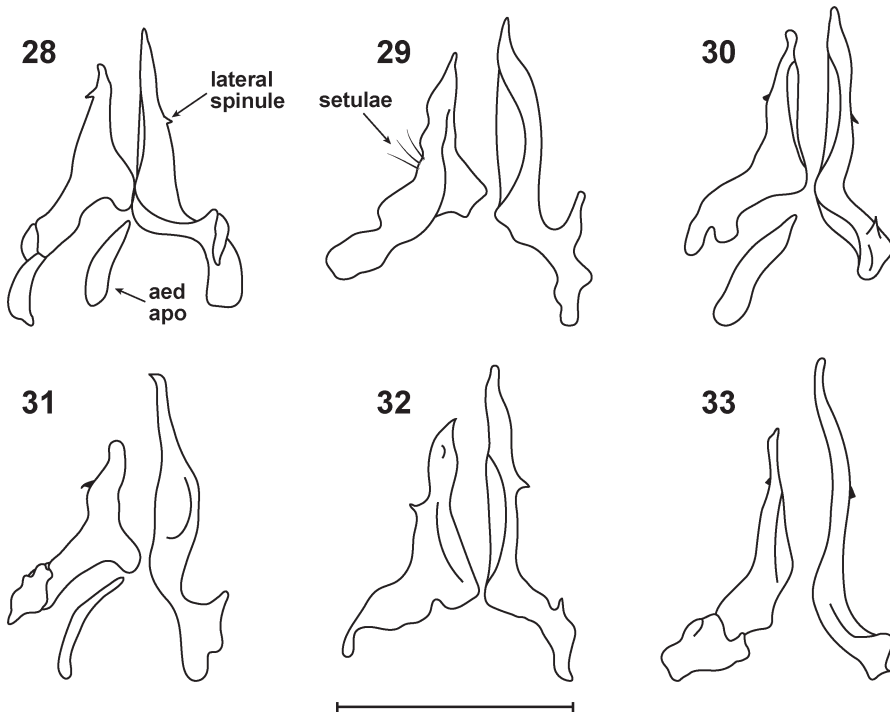 28
lateral
spinule
aed
apo
29
setulae
30
31
32
33